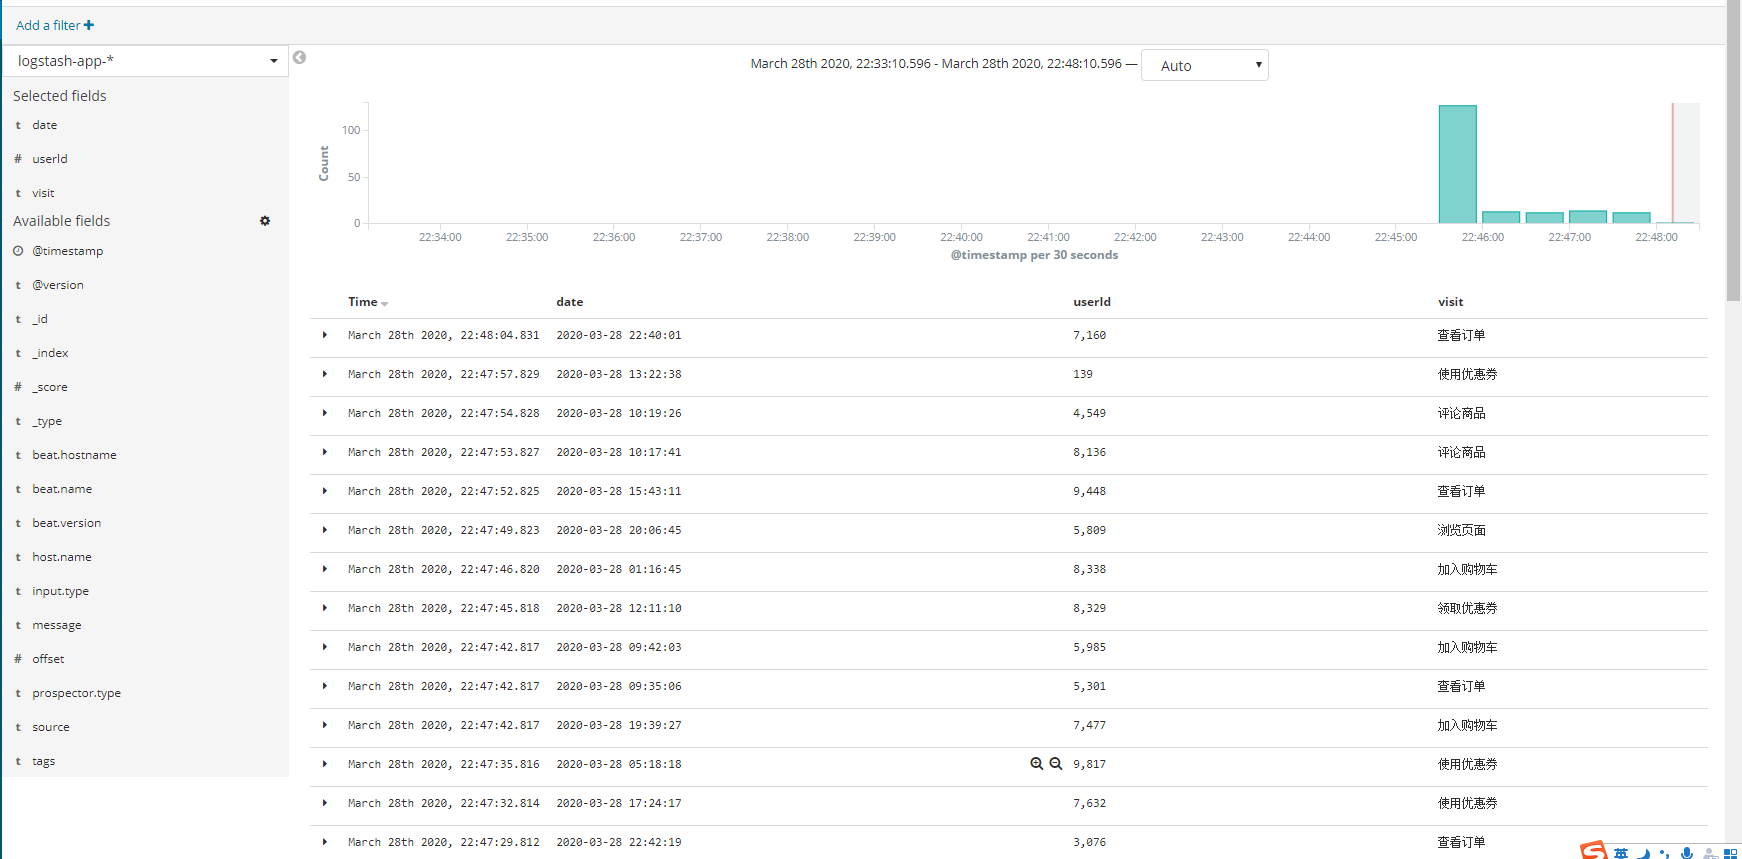 Add a filter
logstash-app-*
March 28th 2020, 22:33:10.596 - March 28th 2020, 22:48:10.596 — Auto
Selected fields
t date
# userId
t visit
Available fields
@timestamp
t @version
t _id
t _index
# _score
t _type
t beat.hostname
t beat.name
t beat.version
t host.name
t input.type
t message
# offset
t prospector.type
t source
t tags
Count
100
50
0
22:34:00 22:35:00 22:36:00 22:37:00 22:38:00 22:39:00 22:40:00 22:41:00 22:42:00 22:43:00 22:44:00 22:45:00 22:46:00 22:47:00 22:48:00
@timestamp per 30 seconds
Time date userId visit
March 28th 2020, 22:48:04.831 2020-03-28 22:40:01 7,160 查看订单
March 28th 2020, 22:47:57.829 2020-03-28 13:22:38 139 使用优惠券
March 28th 2020, 22:47:54.828 2020-03-28 10:19:26 4,549 评论商品
March 28th 2020, 22:47:53.827 2020-03-28 10:17:41 8,136 评论商品
March 28th 2020, 22:47:52.825 2020-03-28 15:43:11 9,448 查看订单
March 28th 2020, 22:47:49.823 2020-03-28 20:06:45 5,809 浏览页面
March 28th 2020, 22:47:46.820 2020-03-28 01:16:45 8,338 加入购物车
March 28th 2020, 22:47:45.818 2020-03-28 12:11:10 8,329 领取优惠券
March 28th 2020, 22:47:42.817 2020-03-28 09:42:03 5,985 加入购物车
March 28th 2020, 22:47:42.817 2020-03-28 09:35:06 5,301 查看订单
March 28th 2020, 22:47:42.817 2020-03-28 19:39:27 7,477 加入购物车
March 28th 2020, 22:47:35.816 2020-03-28 05:18:18 9,817 使用优惠券
March 28th 2020, 22:47:32.814 2020-03-28 17:24:17 7,632 使用优惠券
March 28th 2020, 22:47:29.812 2020-03-28 22:42:19 3,076 查看订单
英